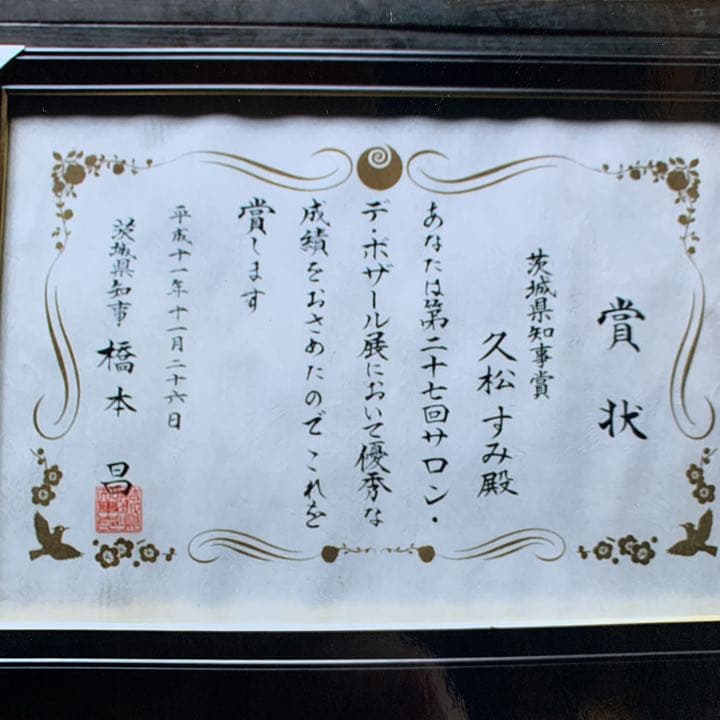 賞状
茨城県知事賞
久松すみ殿
あなたは第二十七回サロン・
デ・ボザール展において優秀な
成績をおさめたのでこれを
賞します
平成十一年十一月二十六日
茨城県知事 橋本 昌